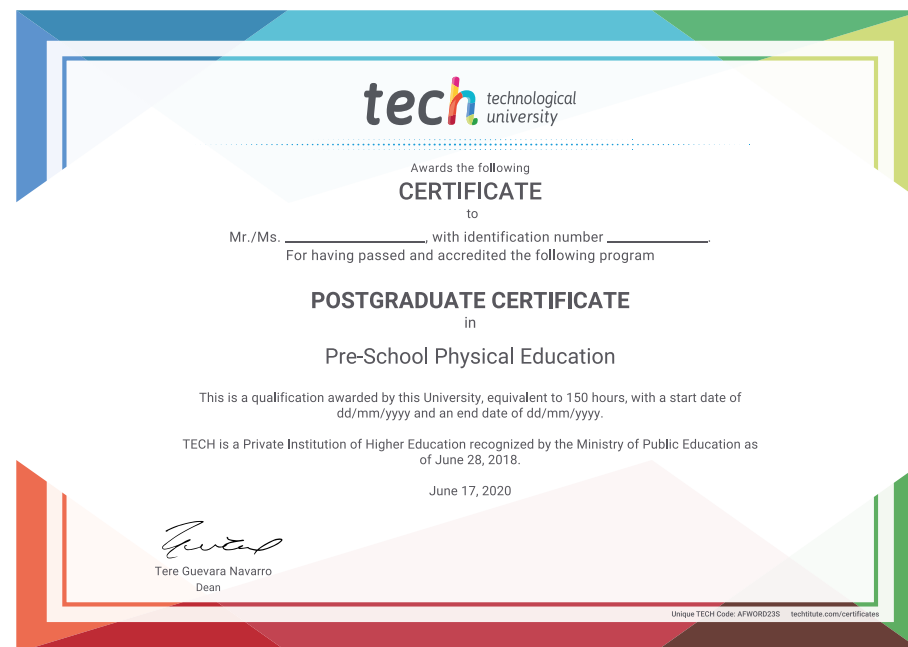 tech technological
university
Awards the following
CERTIFICATE
to
Mr./Ms. ____________, with identification number ____________.
For having passed and accredited the following program
POSTGRADUATE CERTIFICATE
in
Pre-School Physical Education
This is a qualification awarded by this University, equivalent to 150 hours, with a start date of
dd/mm/yyyy and an end date of dd/mm/yyyy.
TECH is a Private Institution of Higher Education recognized by the Ministry of Public Education as
of June 28, 2018.
June 17, 2020
Tere Guevara Navarro
Dean
Unique TECH Code: AFWORD23S techtitute.com/certificates